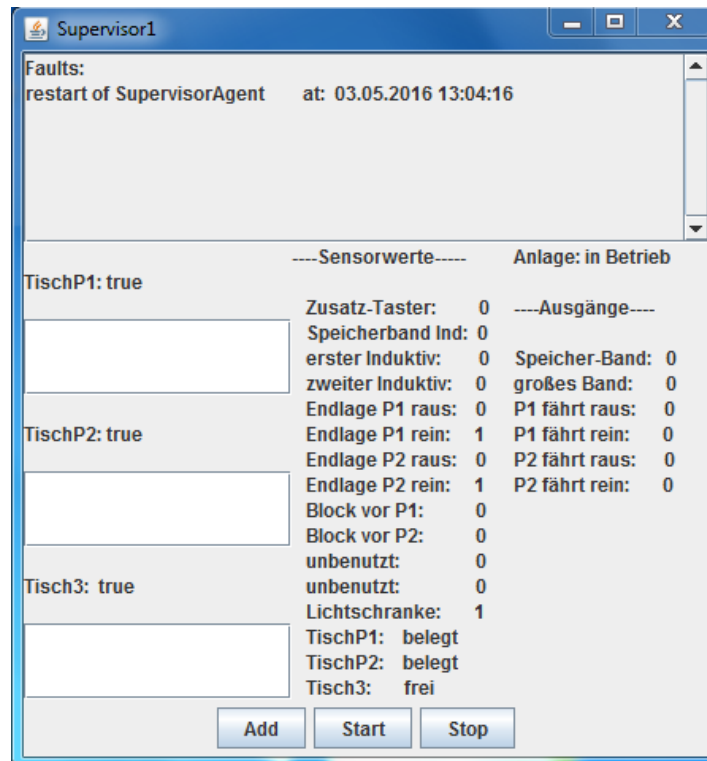 Supervisor1
Faults:
restart of SupervisorAgent at: 03.05.2016 13:04:16
TischP1: true
TischP2: true
Tisch3: true
----Sensorwerte-----
Zusatz-Taster: 0
Speicherband Ind: 0
erster Induktiv: 0
zweiter Induktiv: 0
Endlage P1 raus: 0
Endlage P1 rein: 1
Endlage P2 raus: 0
Endlage P2 rein: 1
Block vor P1: 0
Block vor P2: 0
unbenutzt: 0
unbenutzt: 0
Lichtschranke: 1
TischP1: belegt
TischP2: belegt
Tisch3: frei
Anlage: in Betrieb
----Ausgänge----
Speicher-Band: 0
großes Band: 0
P1 fährt raus: 0
P1 fährt rein: 0
P2 fährt raus: 0
P2 fährt rein: 0
Add Start Stop